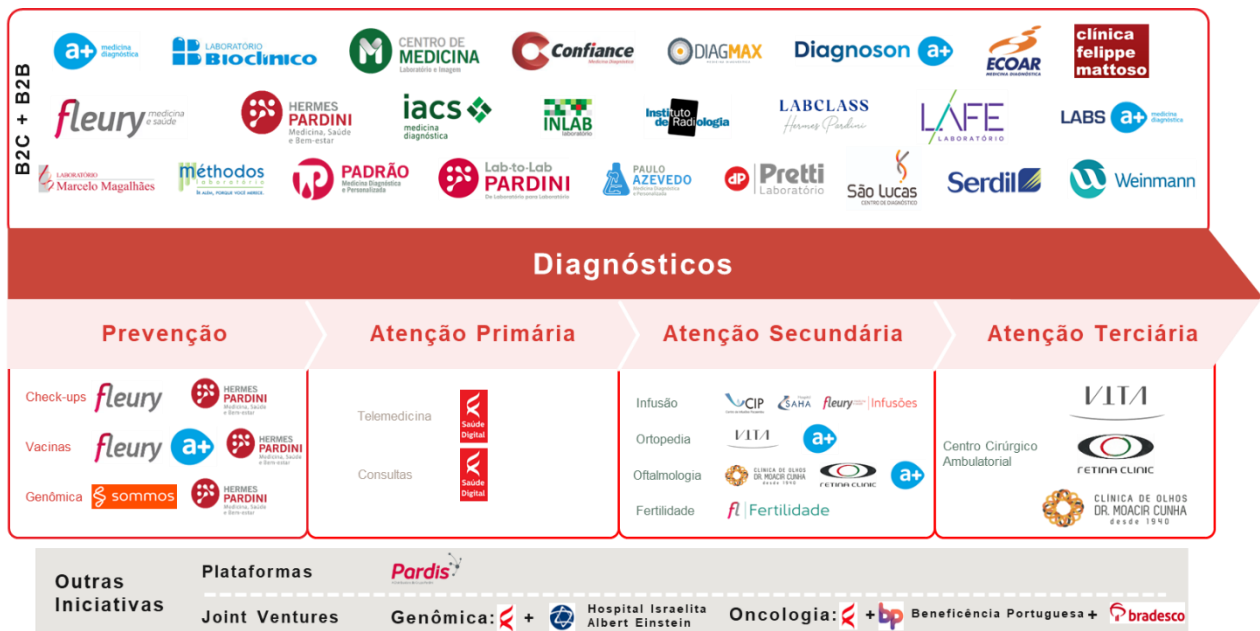 B2C + B2B
a+ medicina diagnóstica
LABORATÓRIO
Bioclínico
CENTRO DE
MEDICINA
Laboratório e Imagem
Confiance
Medicina Diagnóstica
DIAGMAX
Diagnoson a+
ECOAR
MEDICINA DIAGNÓSTICA
clínica
felippe
mattoso
fleury medicina e saúde
HERMES
PARDINI
Medicina, Saúde
e Bem-estar
iacs
medicina
diagnóstica
INLAB
laboratório
Instituto
de Radiologia
LABCLASS
Hermes Pardini
LAFE
LABORATÓRIO
LABS a+ medicina diagnóstica
LABORATÓRIO
Marcelo Magalhães
méthodos
laboratório
PADRÃO
Medicina Diagnóstica
e Personalizada
Lab-to-Lab
PARDINI
De Laboratório para Laboratório
PAULO
AZEVEDO
Medicina Diagnóstica
e Personalizada
dP Pretti
Laboratório
São Lucas
CENTRO DE DIAGNÓSTICO
Serdil
Weinmann
Diagnósticos
Prevenção
Atenção Primária
Atenção Secundária
Atenção Terciária
Check-ups fleury HERMES PARDINI
Medicina, Saúde
e Bem-estar
Vacinas fleury a+ HERMES PARDINI
Medicina, Saúde
e Bem-estar
Genômica sommos HERMES PARDINI
Medicina, Saúde
e Bem-estar
Telemedicina Saúde Digital
Consultas Saúde Digital
Infusão CIP SAHA fleury Infusões
Ortopedia VITA a+
Oftalmologia CLINICA DE OLHOS DR. MOACIR CUNHA desde 1940 RETINA CLINIC a+
Fertilidade fl Fertilidade
Centro Cirúrgico
Ambulatorial
VITA
RETINA CLINIC
CLINICA DE OLHOS
DR. MOACIR CUNHA
desde 1940
Outras
Iniciativas
Plataformas Pardis
Joint Ventures Genômica: + Hospital Israelita Albert Einstein Oncologia: + bp Beneficência Portuguesa + bradesco